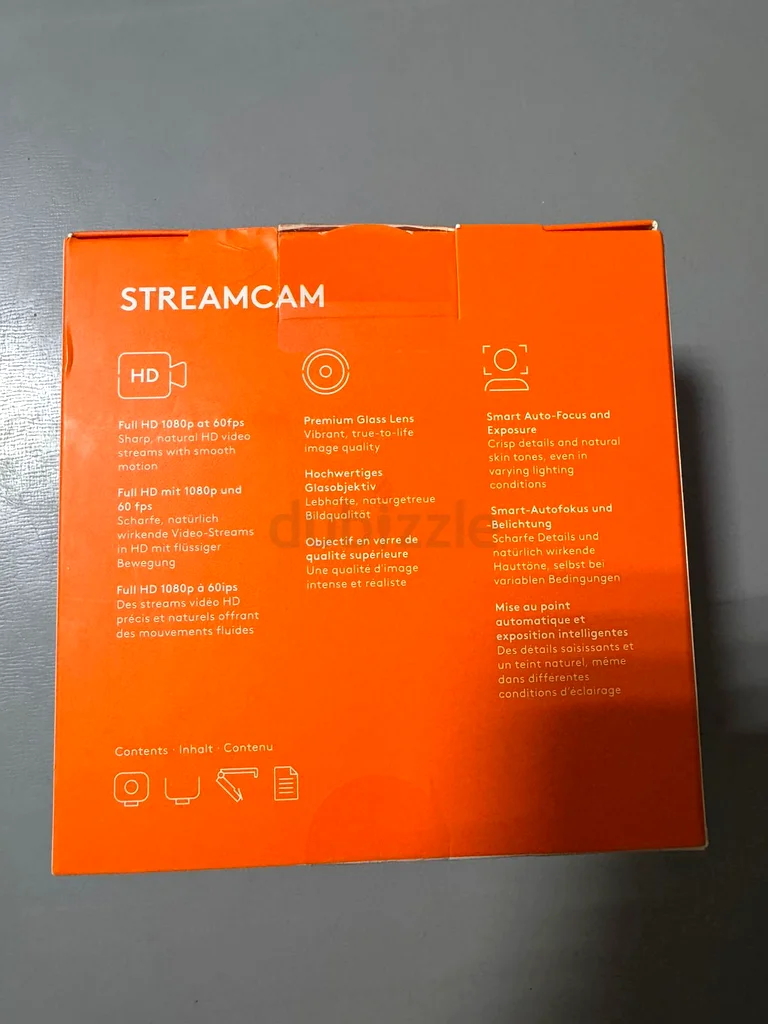 STREAMCAM
HD
Full HD 1080p at 60fps
Sharp, natural HD video
streams with smooth
motion
Full HD mit 1080p und
60 fps
Scharfe, natürlich
wirkende Video-Streams
in HD mit flüssiger
Bewegung
Full HD 1080p à 60ips
Des streams vidéo HD
précis et naturels offrant
des mouvements fluides
Premium Glass Lens
Vibrant, true-to-life
image quality
Hochwertiges
Glasobjektiv
Lebhafte, naturgetreue
Bildqualität
Objectif en verre de
qualité supérieure
Une qualité d'image
intense et réaliste
Smart Auto-Focus and
Exposure
Crisp details and natural
skin tones, even in
varying lighting
conditions
Smart-Autofokus und
-Belichtung
Scharfe Details und
natürlich wirkende
Hauttöne, selbst bei
variablen Bedingungen
Mise au point
automatique et
exposition intelligentes
Des détails saisissants et
un teint naturel, même
dans différentes
conditions d'éclairage
Contents · Inhalt · Contenu
dubizzle